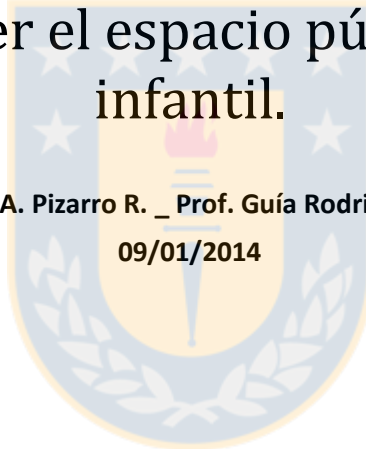 er el espacio pú
infantil.
A. Pizarro R. _ Prof. Guía Rodri
09/01/2014